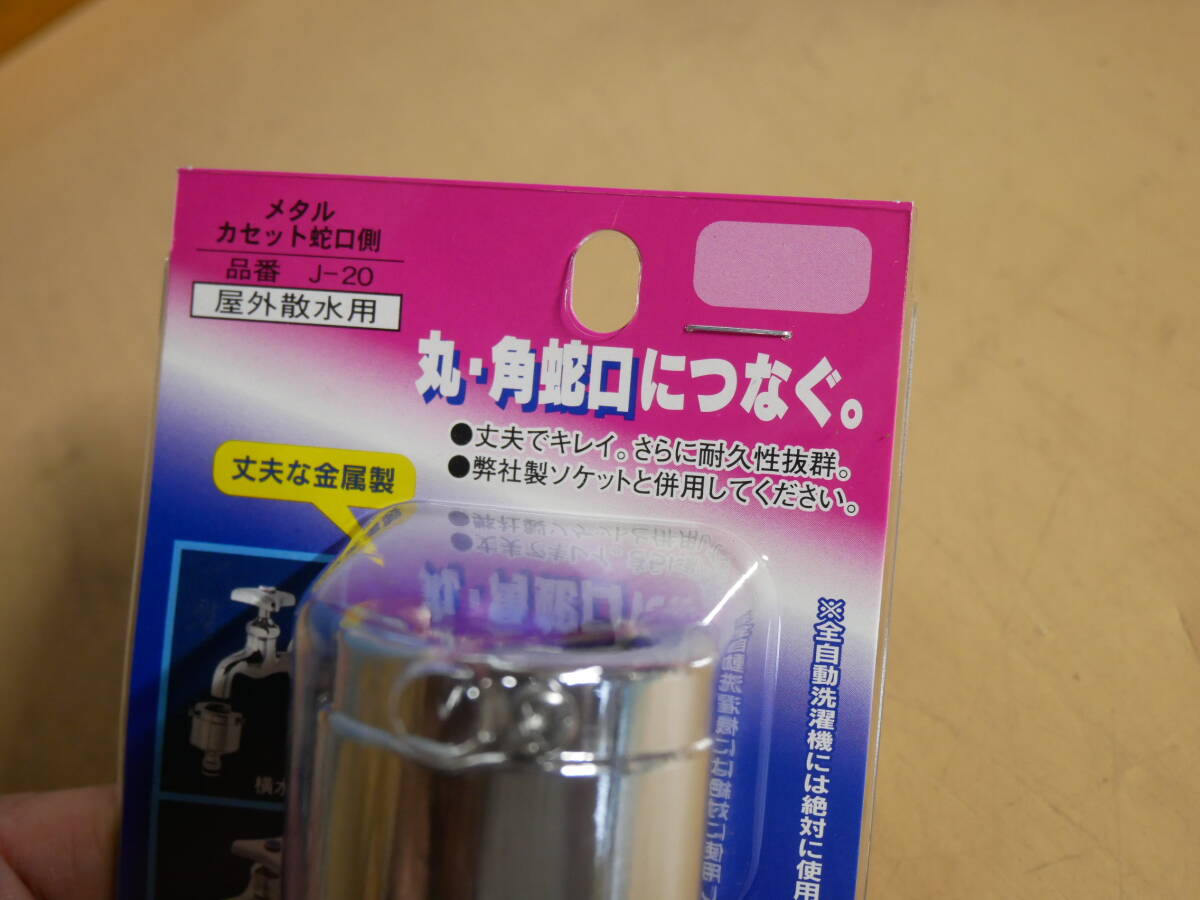 メタル
カセット蛇口側
品番 J-20
屋外散水用
丸・角蛇口につなぐ。
●丈夫でキレイ。さらに耐久性抜群。
●弊社製ソケットと併用してください。
丈夫な金属製
※全自動洗濯機には絶対に使用
横水